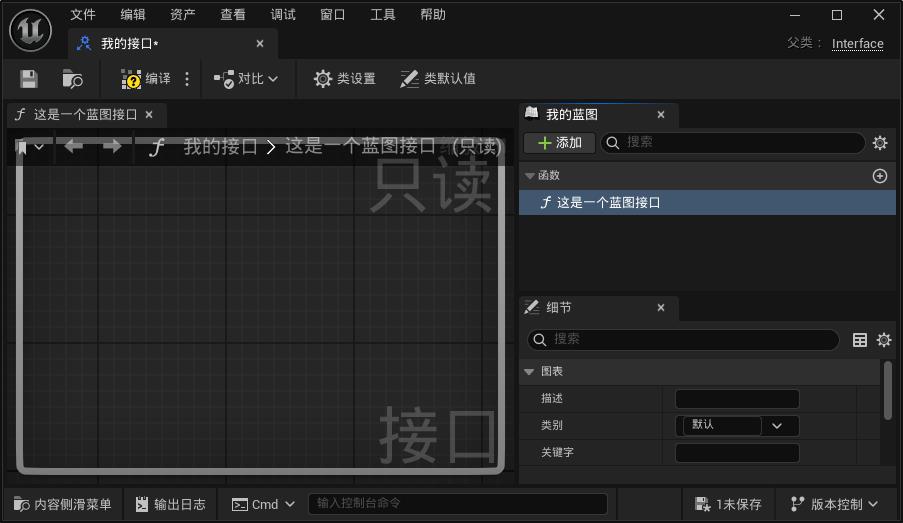 文件 编辑 资产 查看 调试 窗口 工具 帮助
我的接口*
父类： Interface
编译 对比 类设置 类默认值
这是一个蓝图接口
我的接口 > 这是一个蓝图接口 (只读)
只读
接口
我的蓝图
添加 搜索
函数
这是一个蓝图接口
细节
搜索
图表
描述
类别 默认
关键字
内容侧滑菜单 输出日志 Cmd 输入控制台命令 1未保存 版本控制